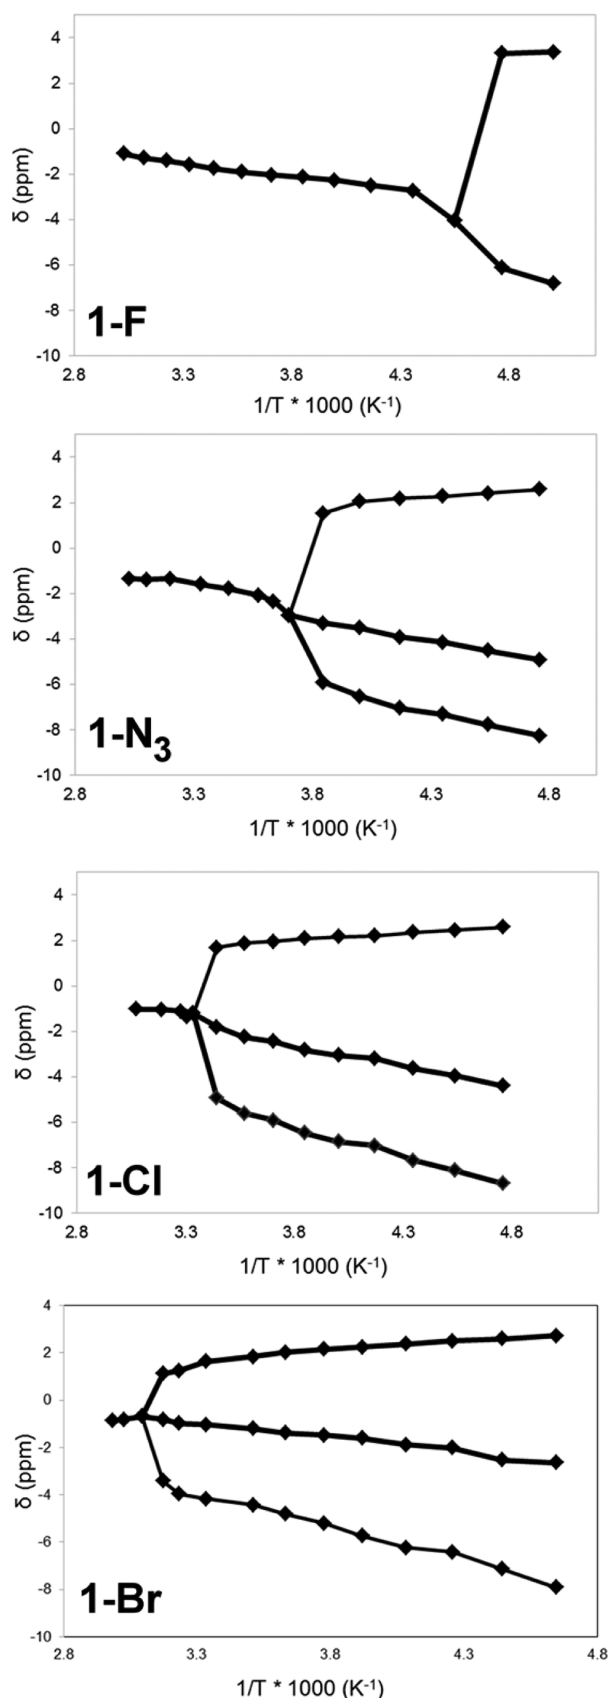 4
2
0
-2
-4
-6
-8
-10
δ (ppm)
1-F
2.8 3.3 3.8 4.3 4.8
1/T * 1000 (K-1)
4
2
0
-2
-4
-6
-8
-10
δ (ppm)
1-N3
2.8 3.3 3.8 4.3 4.8
1/T * 1000 (K-1)
4
2
0
-2
-4
-6
-8
-10
δ (ppm)
1-Cl
2.8 3.3 3.8 4.3 4.8
1/T * 1000 (K-1)
4
2
0
-2
-4
-6
-8
-10
δ (ppm)
1-Br
2.8 3.3 3.8 4.3 4.8
1/T * 1000 (K-1)